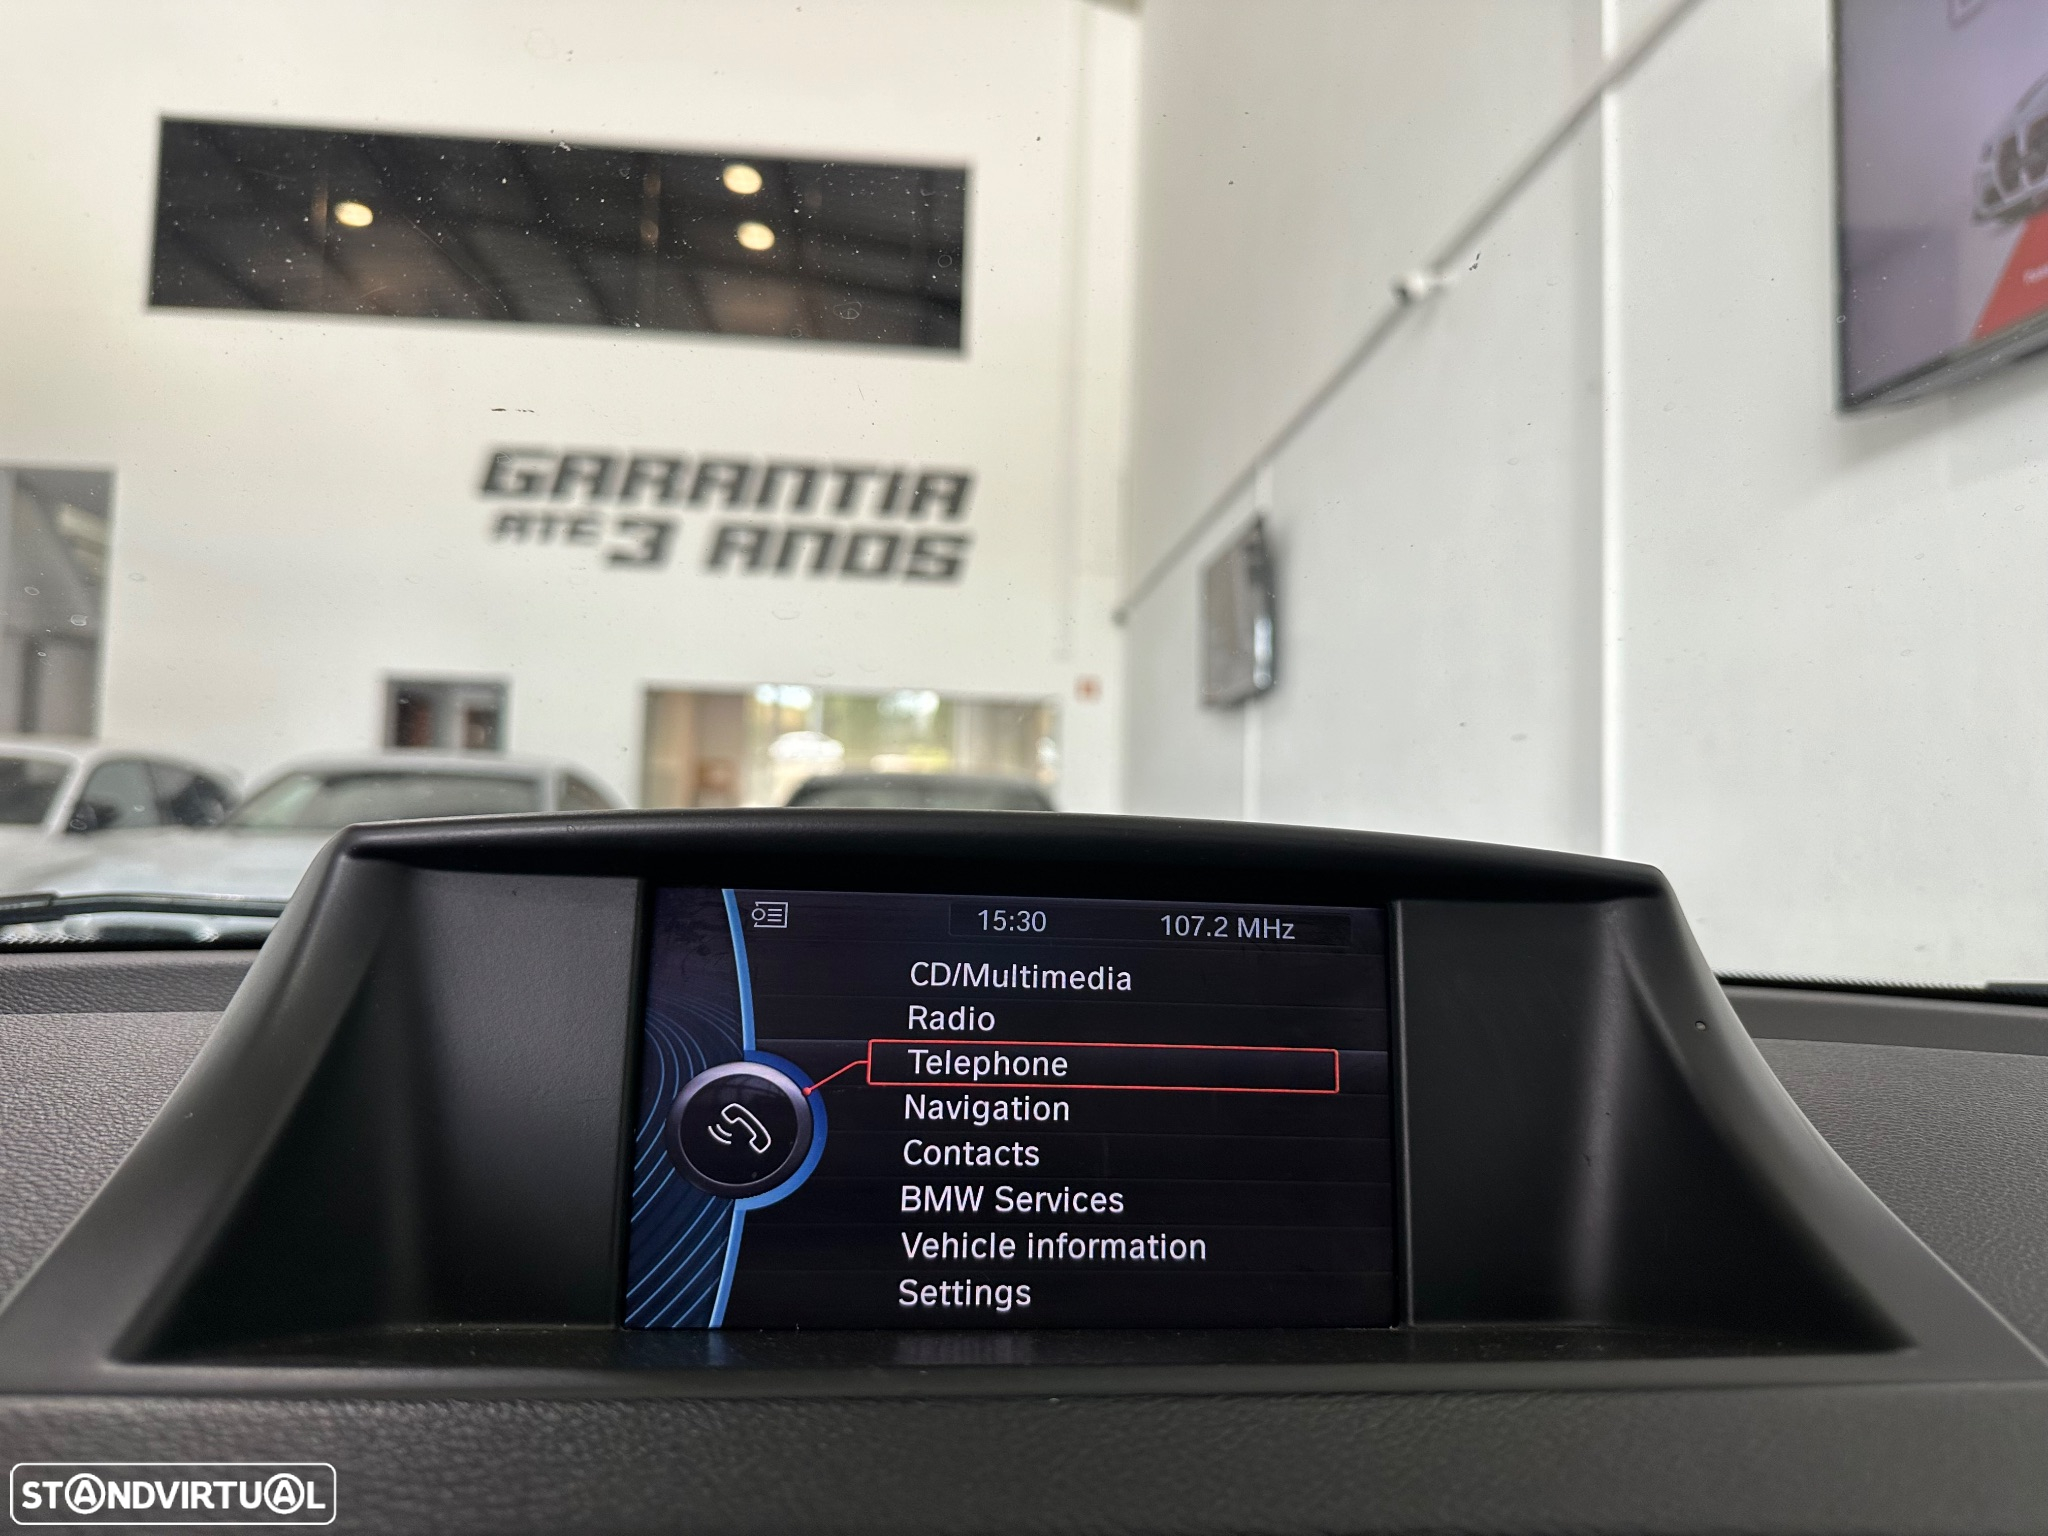 GARANTIA
ATÉ 3 ANOS
15:30 107.2 MHz
CD/Multimedia
Radio
Telephone
Navigation
Contacts
BMW Services
Vehicle information
Settings
STANDVIRTUAL